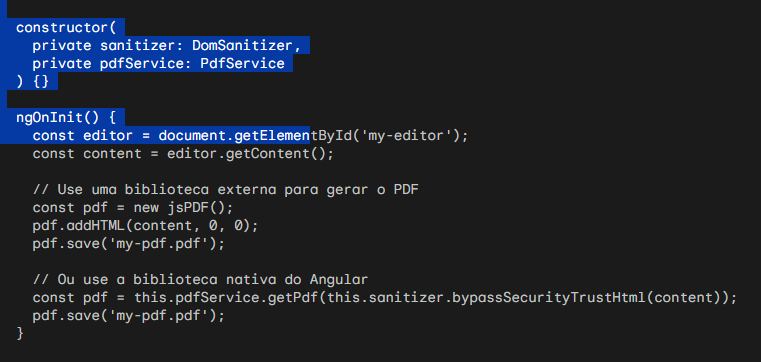 constructor(
private sanitizer: DomSanitizer,
private pdfService: PdfService
) {}
ngOnInit() {
const editor = document.getElementById('my-editor');
const content = editor.getContent();
// Use uma biblioteca externa para gerar o PDF
const pdf = new jsPDF();
pdf.addHTML(content, 0, 0);
pdf.save('my-pdf.pdf');
// Ou use a biblioteca nativa do Angular
const pdf = this.pdfService.getPdf(this.sanitizer.bypassSecurityTrustHtml(content));
pdf.save('my-pdf.pdf');
}